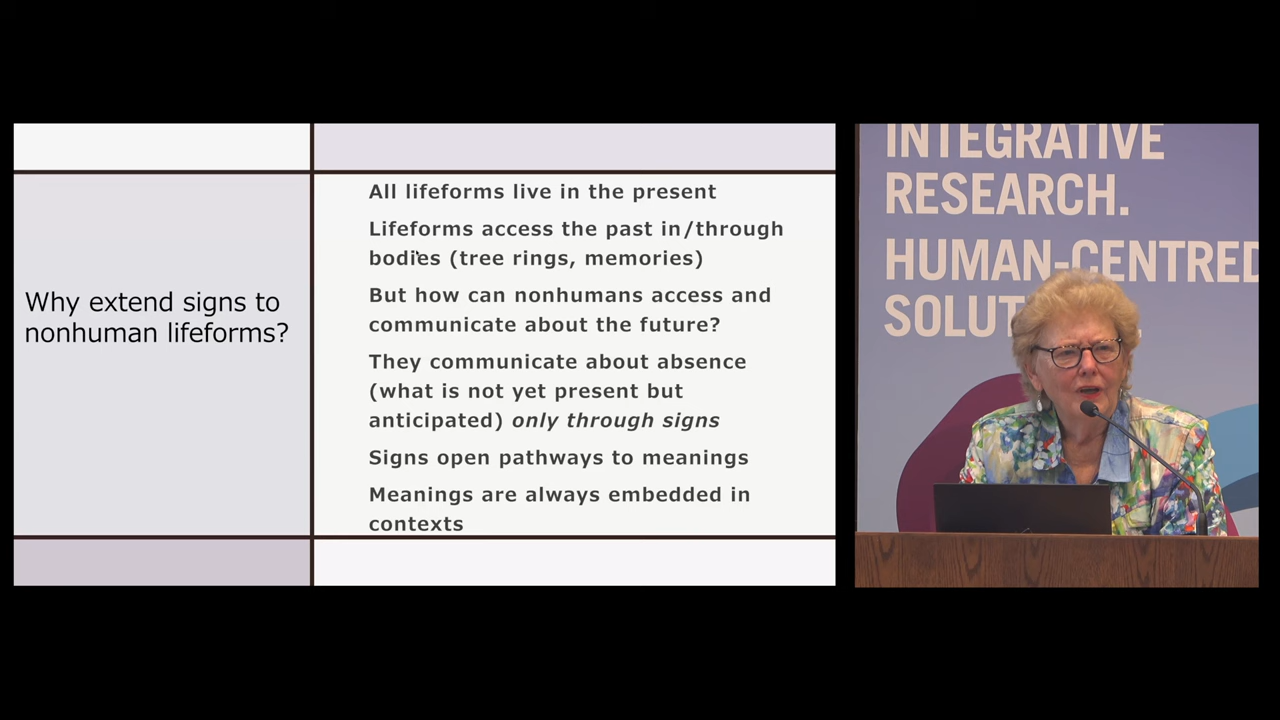 Why extend signs to
nonhuman lifeforms?
All lifeforms live in the present
Lifeforms access the past in/through
bodies (tree rings, memories)
But how can nonhumans access and
communicate about the future?
They communicate about absence
(what is not yet present but
anticipated) only through signs
Signs open pathways to meanings
Meanings are always embedded in
contexts
INTEGRATIVE
RESEARCH.
HUMAN-CENTRED